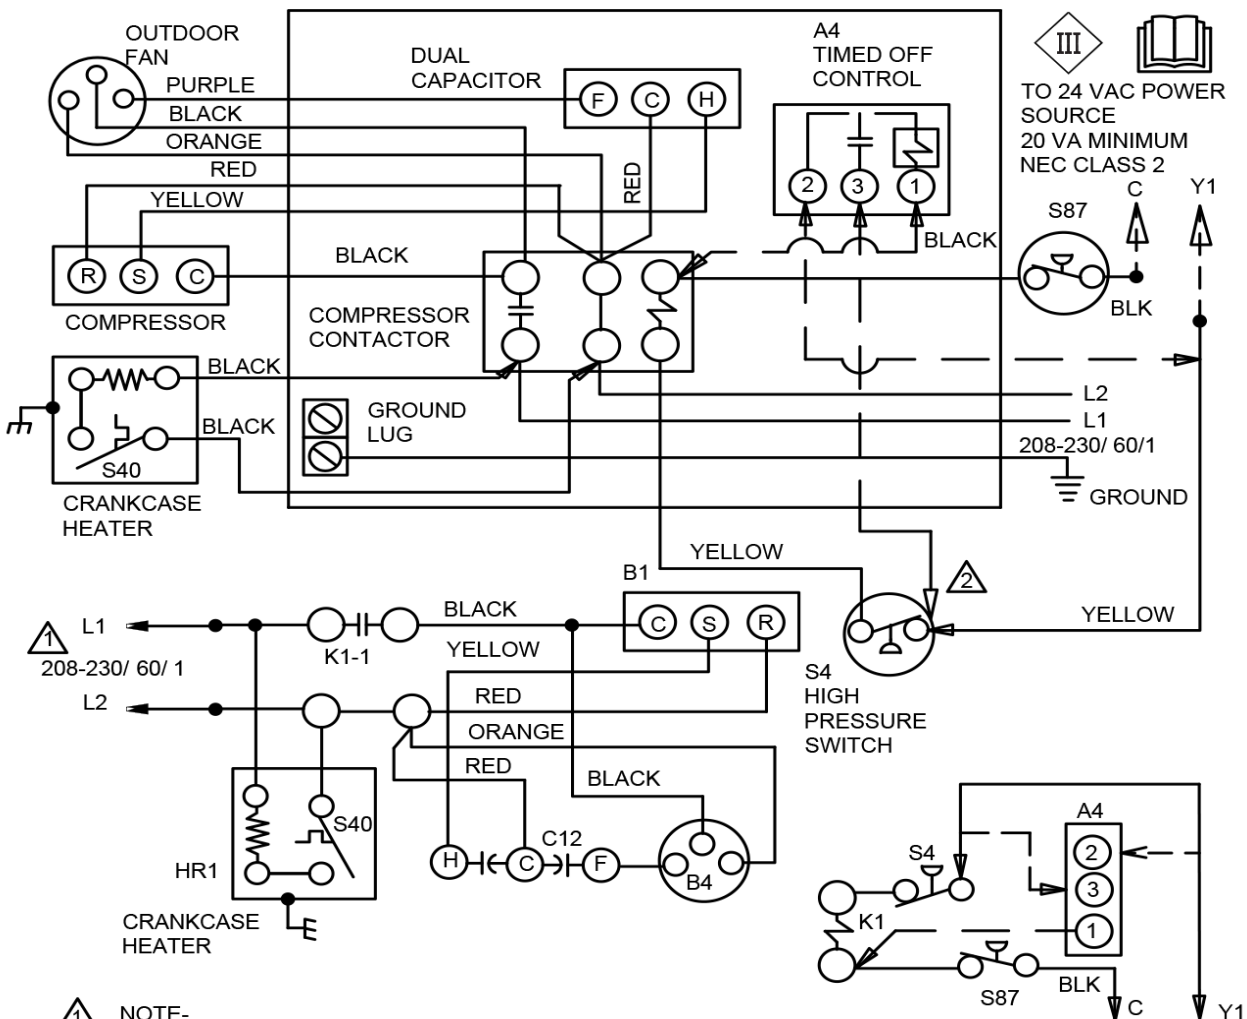 OUTDOOR
FAN
PURPLE
BLACK
ORANGE
RED
YELLOW
DUAL
CAPACITOR
F
C
H
RED
A4
TIMED OFF
CONTROL
2
3
1
BLACK
III
TO 24 VAC POWER
SOURCE
20 VA MINIMUM
NEC CLASS 2
C
Y1
S87
BLK
R
S
C
COMPRESSOR
BLACK
COMPRESSOR
CONTACTOR
BLACK
BLACK
S40
CRANKCASE
HEATER
GROUND
LUG
L2
L1
208-230/ 60/1
GROUND
YELLOW
2
YELLOW
S4
HIGH
PRESSURE
SWITCH
B1
C
S
R
1
L1
208-230/ 60/ 1
L2
K1-1
BLACK
YELLOW
RED
ORANGE
RED
BLACK
S40
HR1
CRANKCASE
HEATER
H
C
C12
F
B4
A4
2
3
1
S4
K1
S87
BLK
C
Y1
1
NOTE-